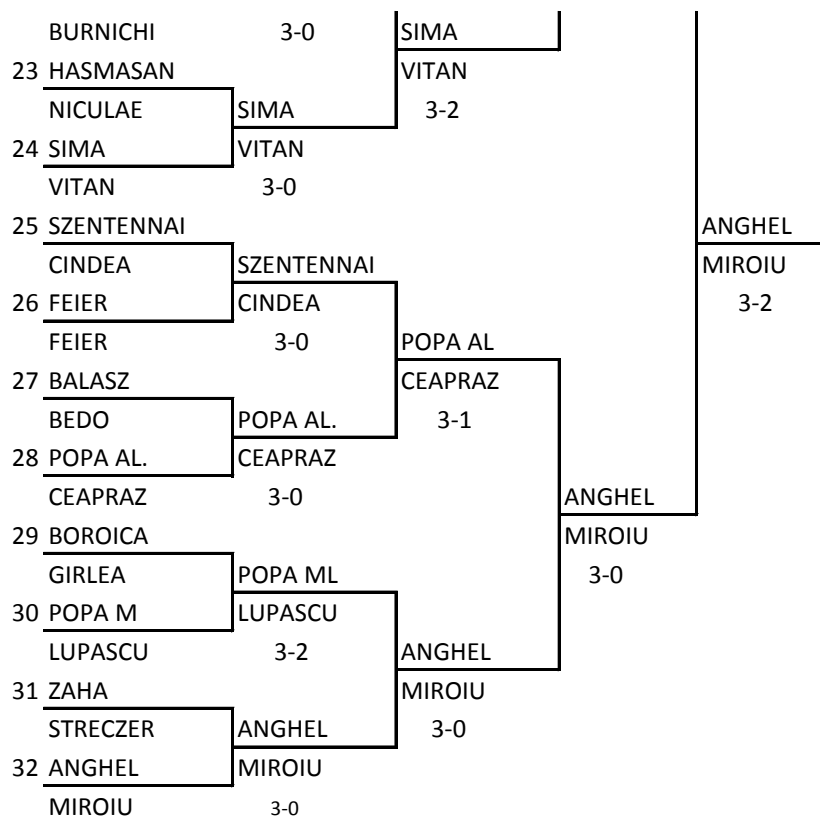 BURNICHI 3-0 SIMA
23 HASMASAN VITAN
NICULAE SIMA 3-2
24 SIMA VITAN
VITAN 3-0
25 SZENTENNAI ANGHEL
CINDEA SZENTENNAI MIROIU
26 FEIER CINDEA 3-2
FEIER 3-0 POPA AL
27 BALASZ CEAPRAZ
BEDO POPA AL. 3-1
28 POPA AL. CEAPRAZ
CEAPRAZ 3-0 ANGHEL
29 BOROICA MIROIU
GIRLEA POPA ML 3-0
30 POPA M LUPASCU
LUPASCU 3-2 ANGHEL
31 ZAHA MIROIU
STRECZER ANGHEL 3-0
32 ANGHEL MIROIU
MIROIU 3-0